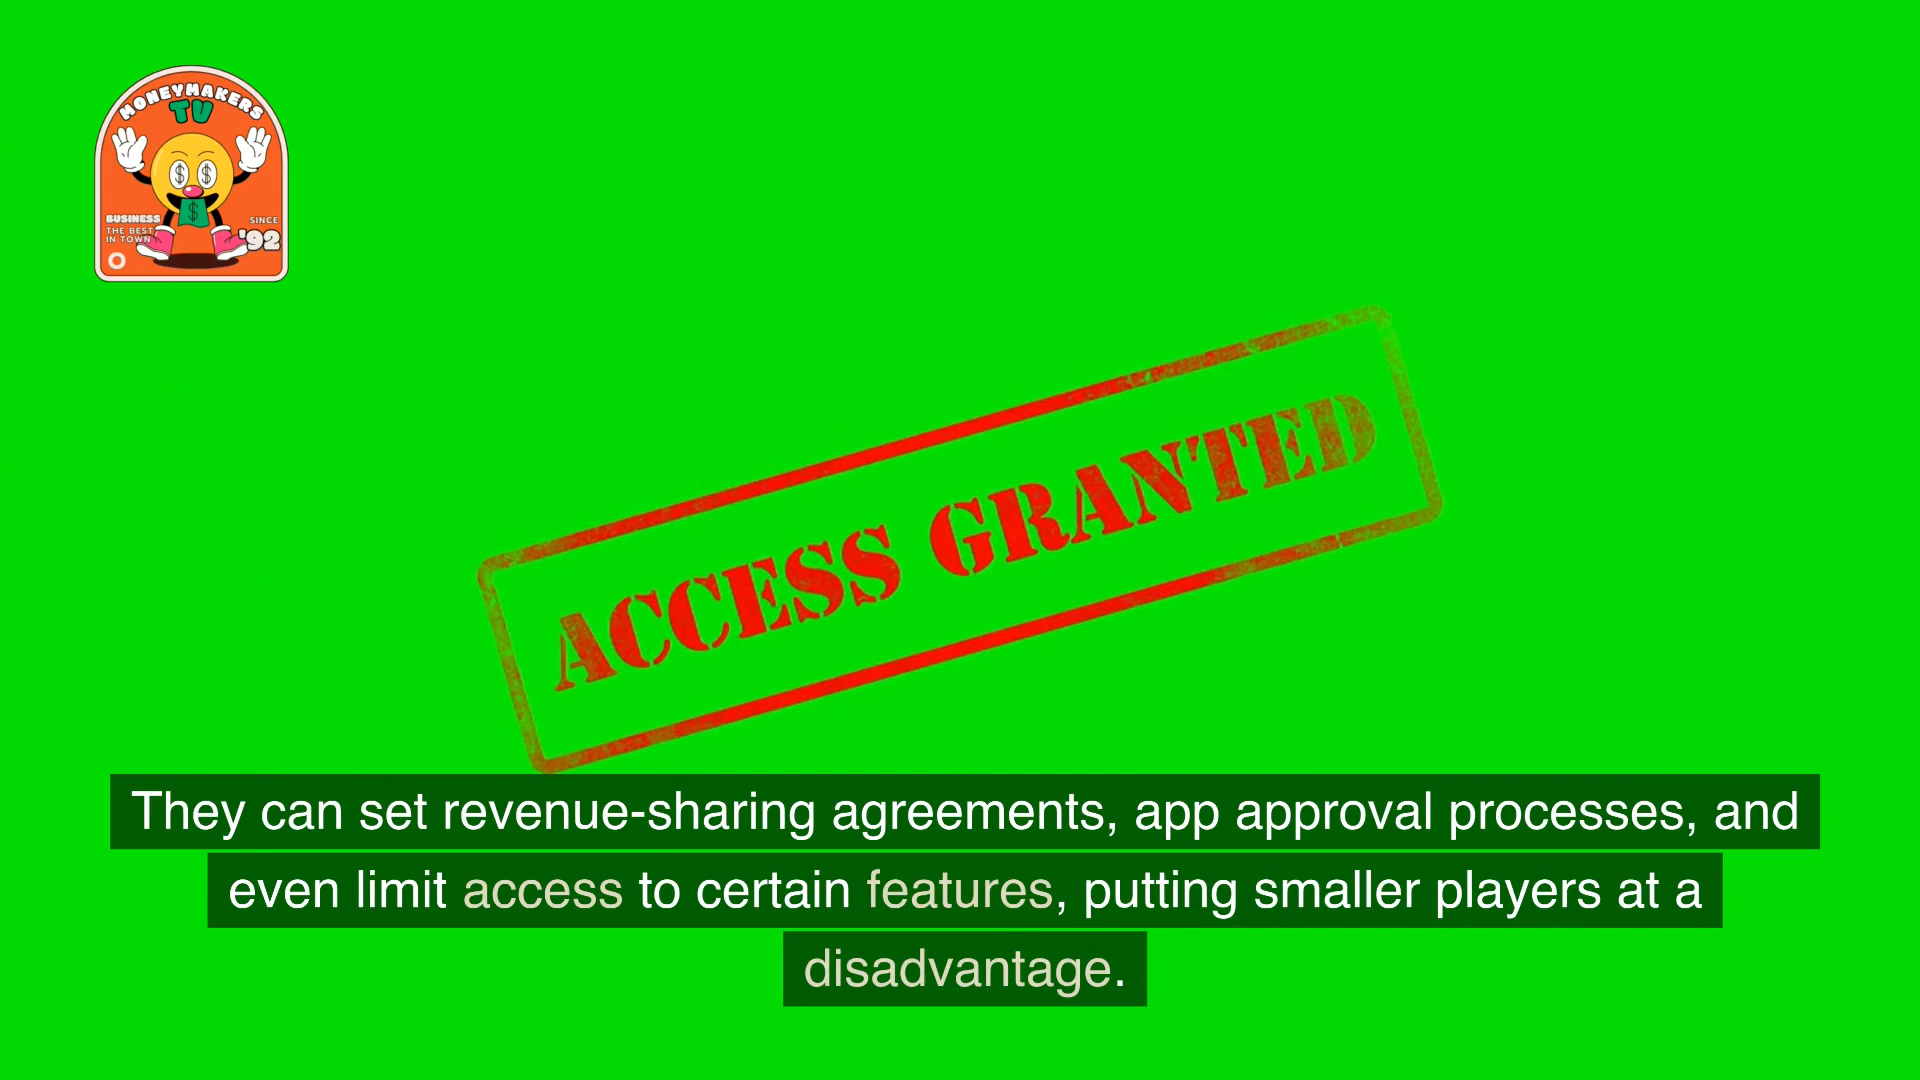 MONEYMAKERS
TV
BUSINESS
THE BEST
IN TOWN
SINCE
'92
ACCESS GRANTED
They can set revenue-sharing agreements, app approval processes, and
even limit access to certain features, putting smaller players at a
disadvantage.